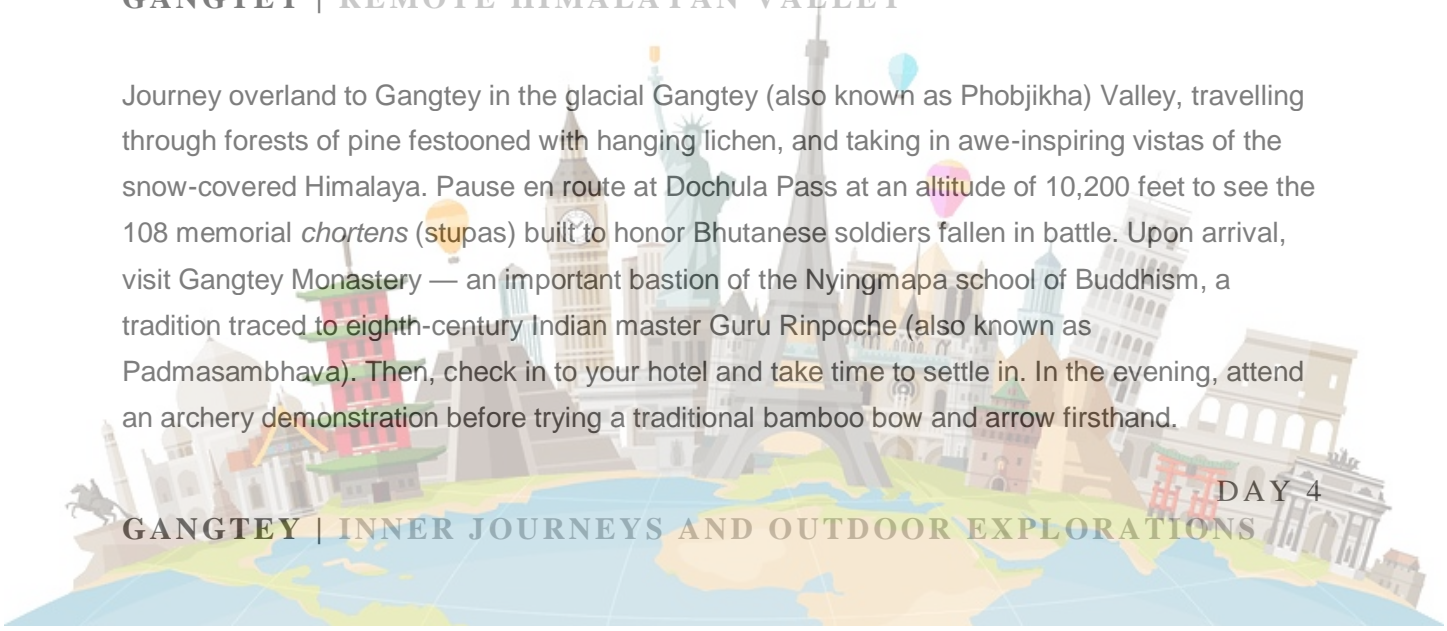 GANGTEY | REMOTE HIMALAYAN VALLEY
Journey overland to Gangtey in the glacial Gangtey (also known as Phobjikha) Valley, travelling
through forests of pine festooned with hanging lichen, and taking in awe-inspiring vistas of the
snow-covered Himalaya. Pause en route at Dochula Pass at an altitude of 10,200 feet to see the
108 memorial chortens (stupas) built to honor Bhutanese soldiers fallen in battle. Upon arrival,
visit Gangtey Monastery — an important bastion of the Nyingmapa school of Buddhism, a
tradition traced to eighth-century Indian master Guru Rinpoche (also known as
Padmasambhava). Then, check in to your hotel and take time to settle in. In the evening, attend
an archery demonstration before trying a traditional bamboo bow and arrow firsthand.
DAY 4
GANGTEY | INNER JOURNEYS AND OUTDOOR EXPLORATIONS